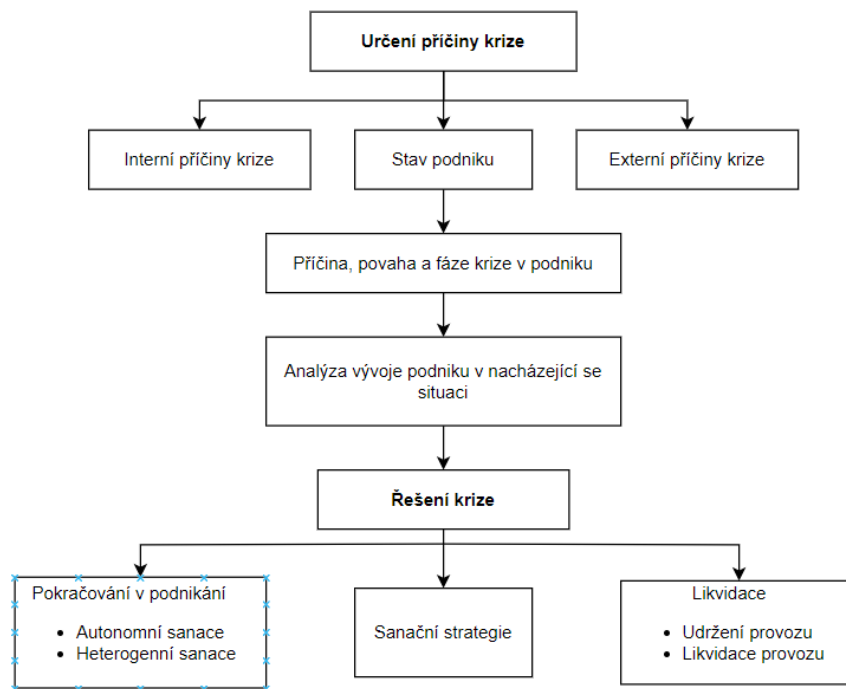 Určení příčiny krize
Interní příčiny krize
Stav podniku
Externí příčiny krize
Příčina, povaha a fáze krize v podniku
Analýza vývoje podniku v nacházející se
situaci
Řešení krize
Pokračování v podnikání
• Autonomní sanace
• Heterogenní sanace
Sanační strategie
Likvidace
• Udržení provozu
• Likvidace provozu